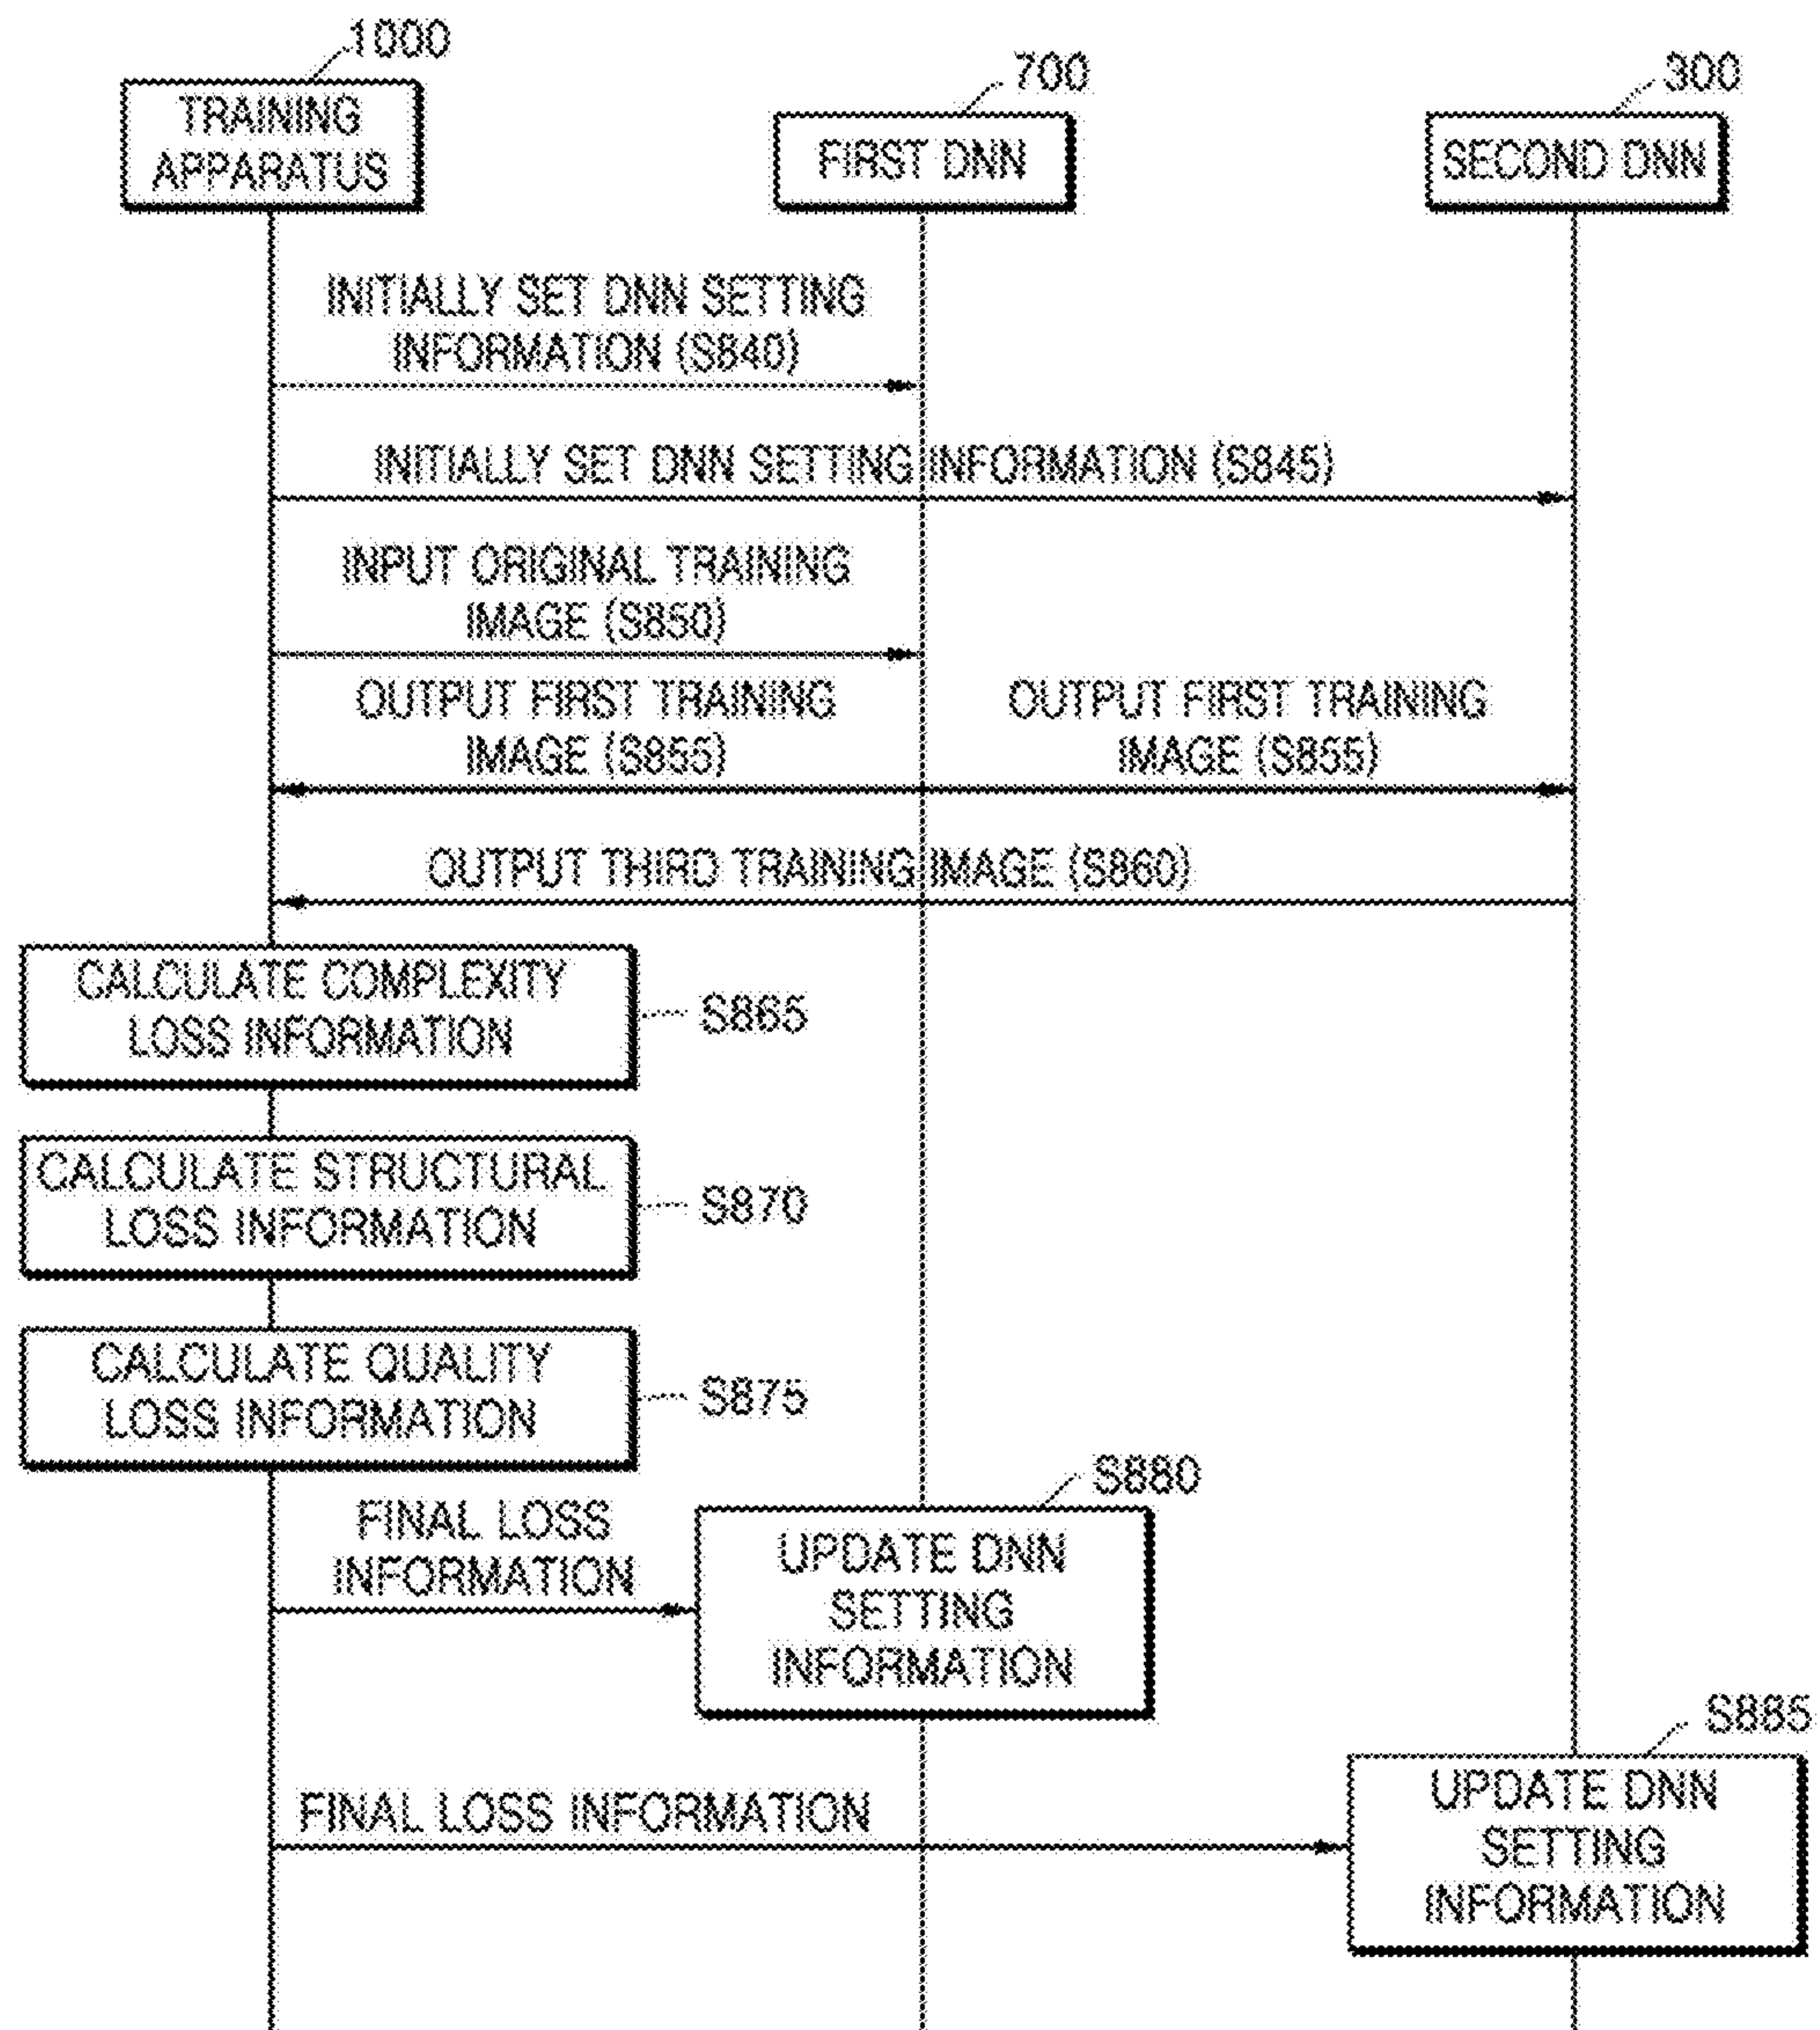 1000
700
300
TRAINING
APPARATUS
FIRST DNN
SECOND DNN
INITIALLY SET DNN SETTING
INFORMATION (S840)
INITIALLY SET DNN SETTING INFORMATION (S845)
INPUT ORIGINAL TRAINING
IMAGE (S850)
OUTPUT FIRST TRAINING
IMAGE (S855)
OUTPUT FIRST TRAINING
IMAGE (S855)
OUTPUT THIRD TRAINING IMAGE (S860)
CALCULATE COMPLEXITY
LOSS INFORMATION
S865
CALCULATE STRUCTURAL
LOSS INFORMATION
S870
CALCULATE QUALITY
LOSS INFORMATION
S875
FINAL LOSS
INFORMATION
S880
UPDATE DNN
SETTING
INFORMATION
FINAL LOSS INFORMATION
S885
UPDATE DNN
SETTING
INFORMATION